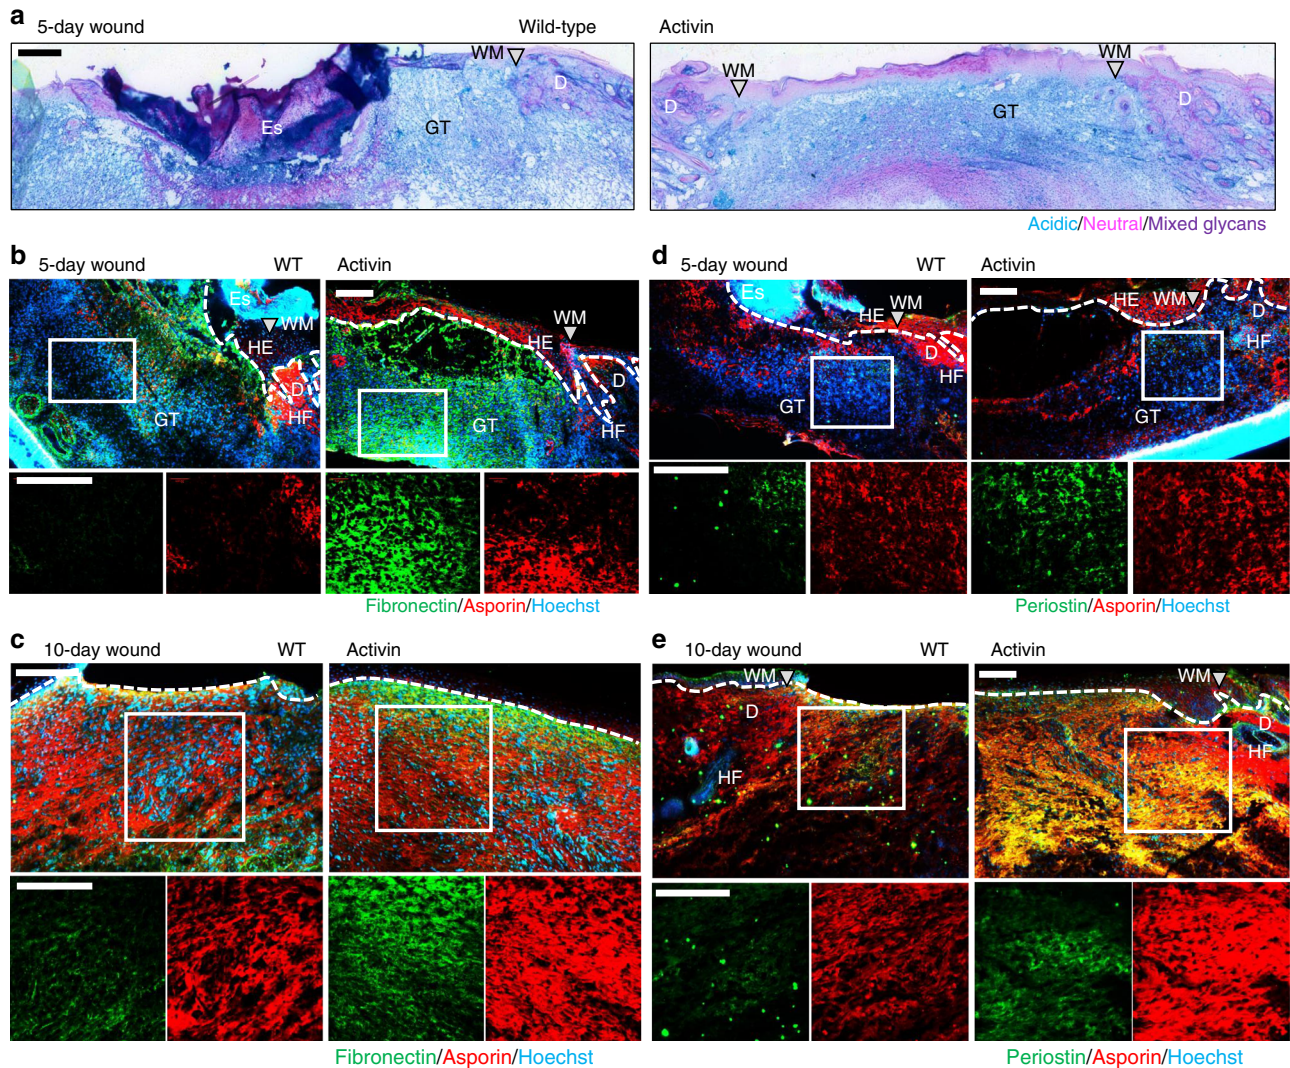 a
5-day wound Wild-type Activin
WM WM WM
D D D
Es GT GT
Acidic/Neutral/Mixed glycans
b
5-day wound WT Activin
Es WM WM
HE HE
D D
HF HF
GT GT
Fibronectin/Asporin/Hoechst
d
5-day wound WT Activin
Es WM HE WM
HE D
D HF
HF
GT GT
Periostin/Asporin/Hoechst
c
10-day wound WT Activin
Fibronectin/Asporin/Hoechst
e
10-day wound WT Activin
WM WM
D D
HF HF
Periostin/Asporin/Hoechst